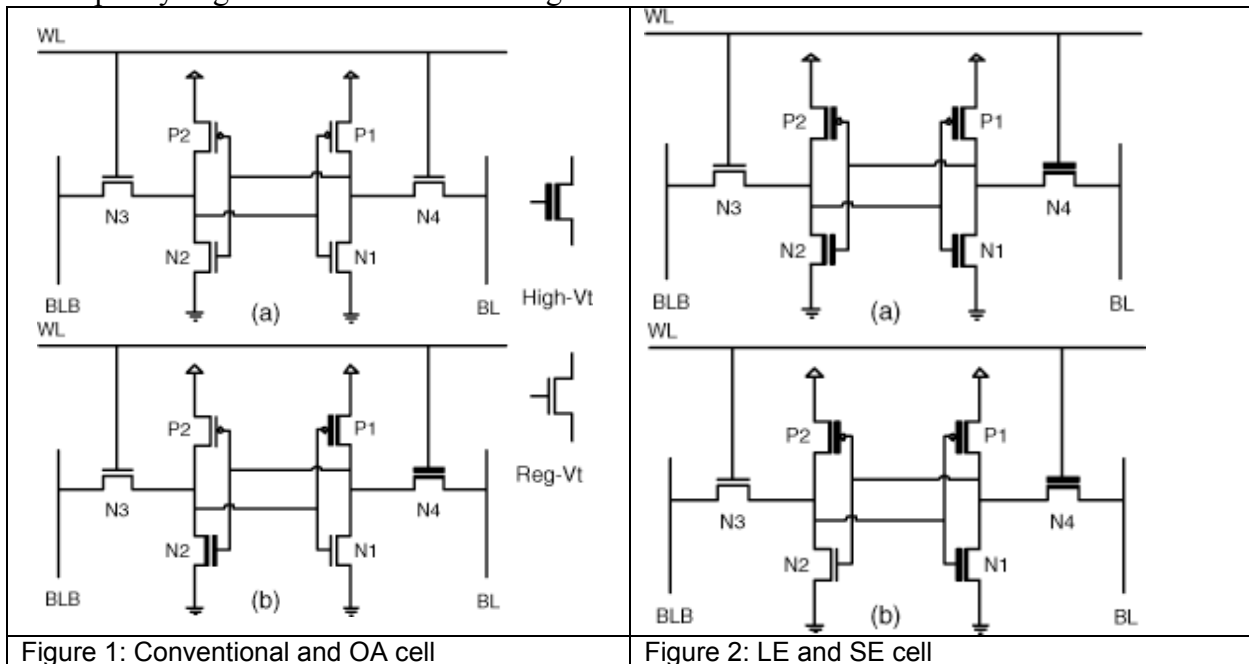 WL
P2
P1
N3
N4
N2
N1
BLB
(a)
BL
High-Vt
WL
P2
P1
Reg-Vt
N3
N4
N2
N1
BLB
(b)
BL
Figure 1: Conventional and OA cell
WL
P2
P1
N3
N4
N2
N1
BLB
(a)
BL
WL
P2
P1
N3
N4
N2
N1
BLB
(b)
BL
Figure 2: LE and SE cell